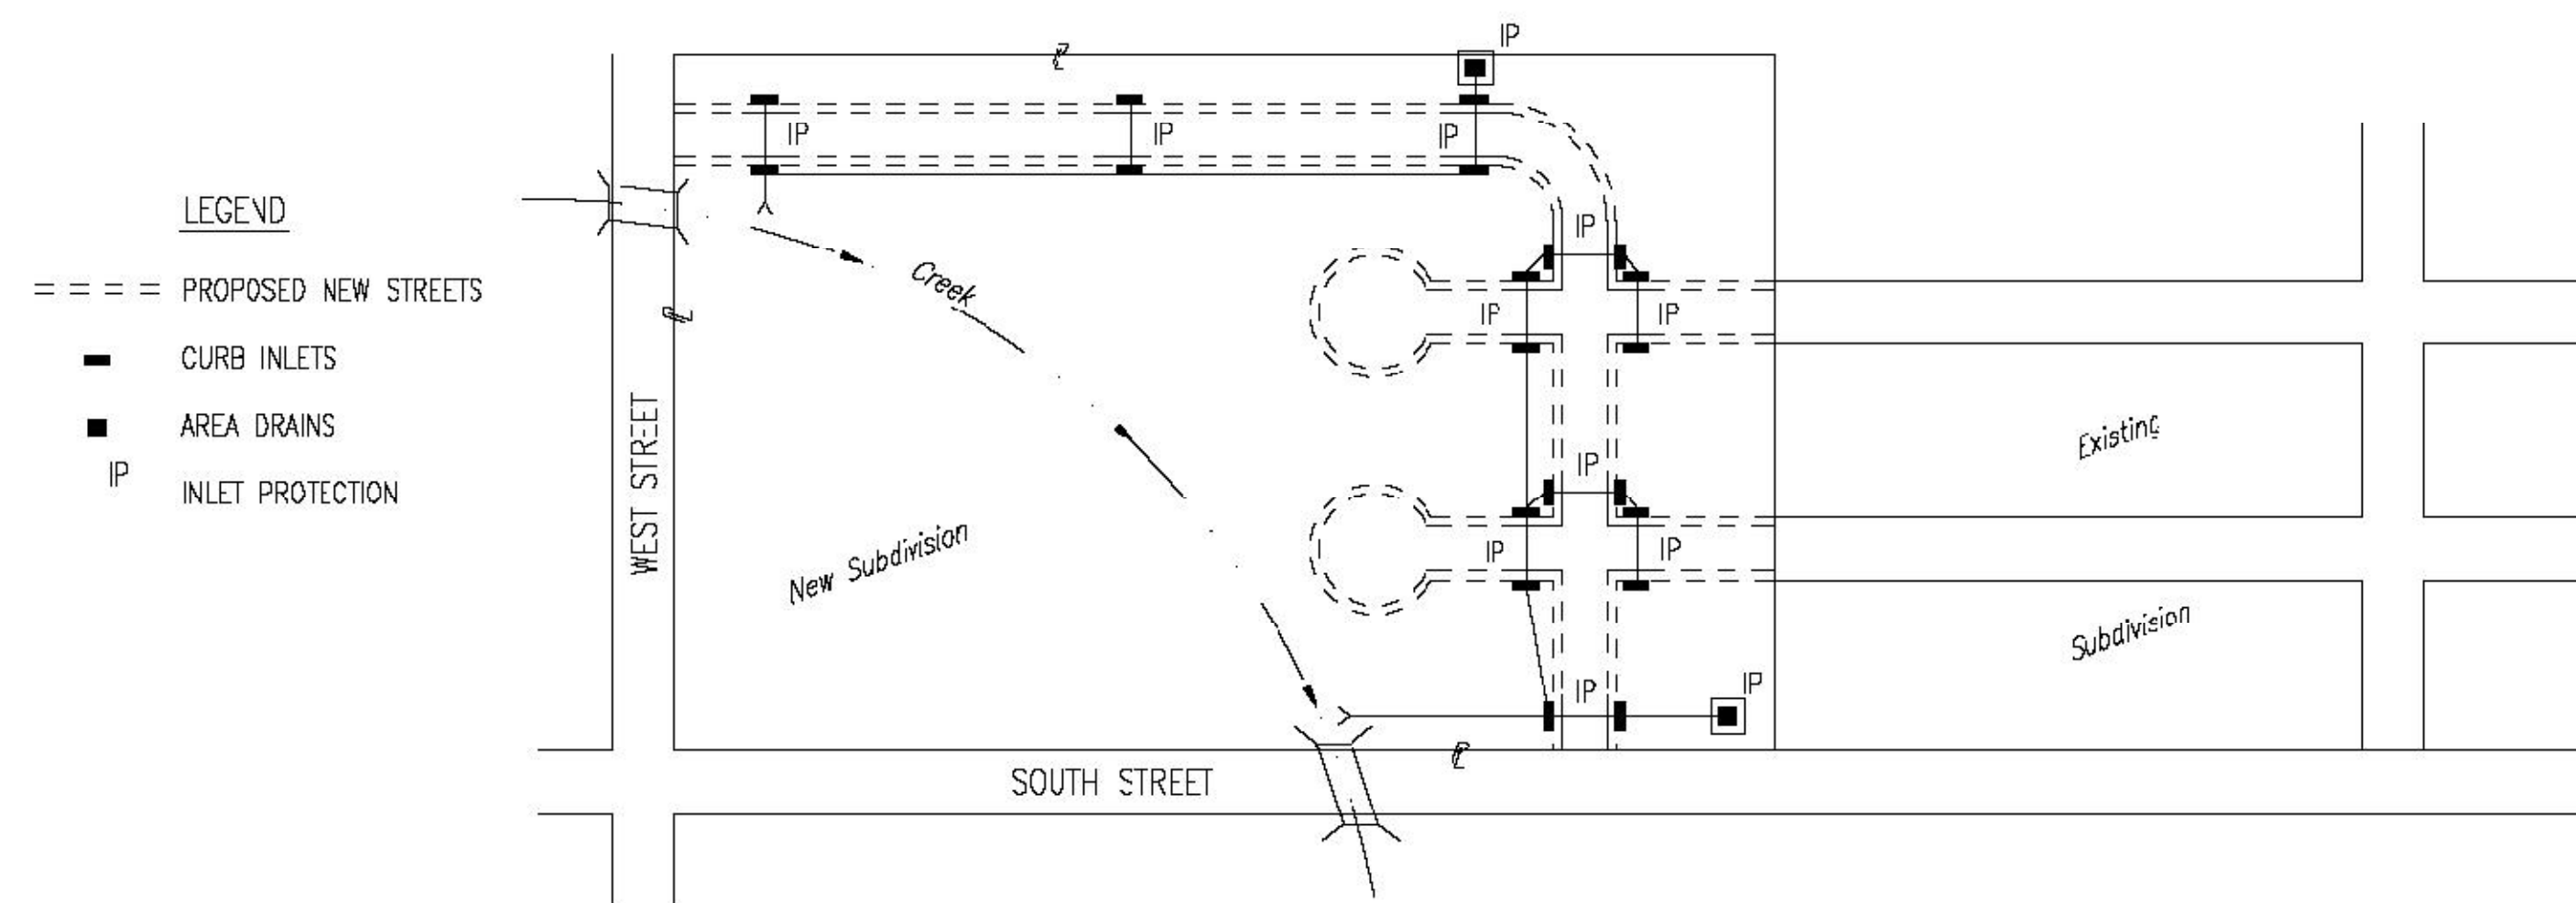 LEGEND
PROPOSED NEW STREETS
CURB INLETS
AREA DRAINS
IP
INLET PROTECTION
WEST STREET
SOUTH STREET
Creek
New Subdivision
Existing
Subdivision
IP
IP
IP
IP
IP
IP
IP
IP
IP
IP
IP
IP